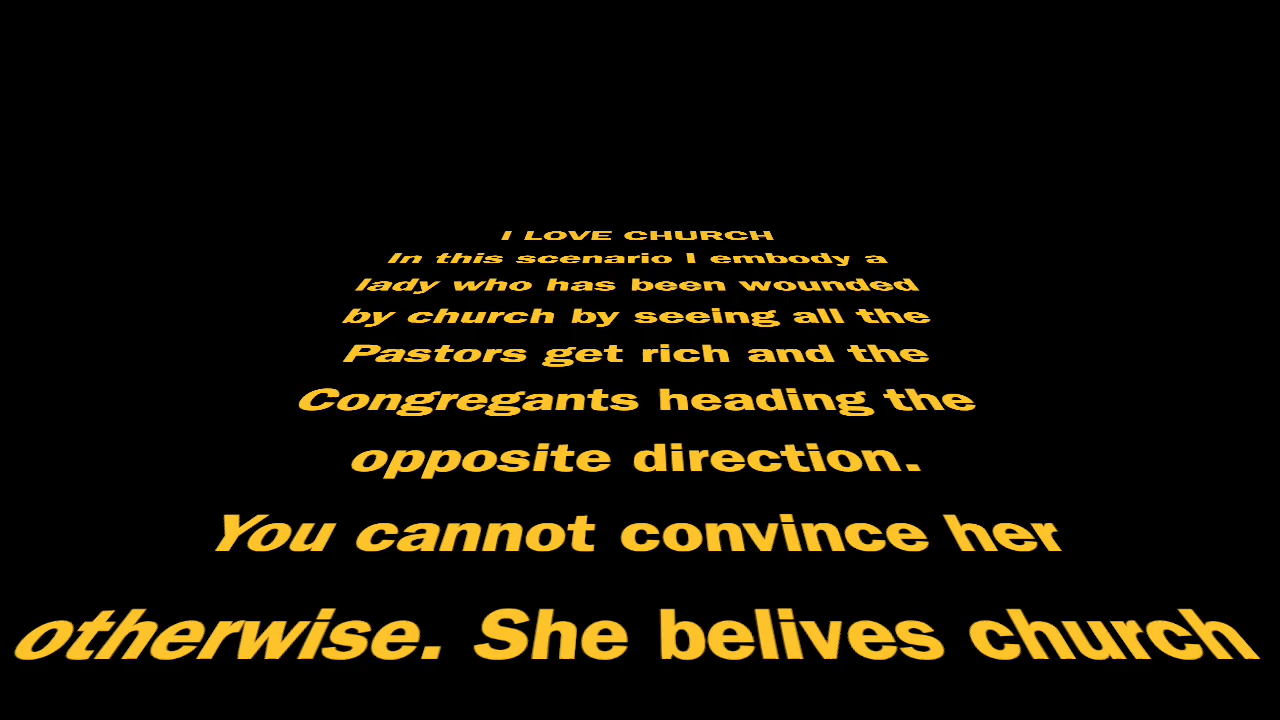 I LOVE CHURCH
In this scenario I embody a
lady who has been wounded
by church by seeing all the
Pastors get rich and the
Congregants heading the
opposite direction.
You cannot convince her
otherwise. She belives church